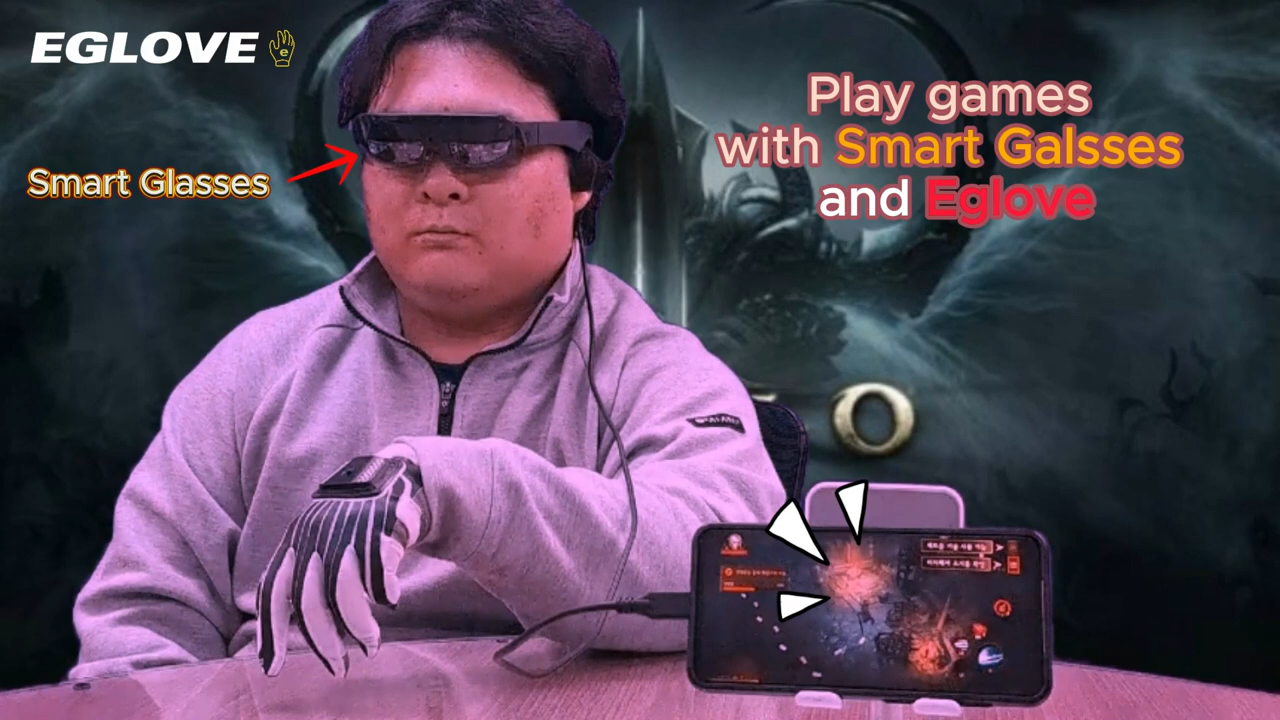 EGLOVE
Play games
with Smart Galsses
and Eglove
Smart Glasses
O